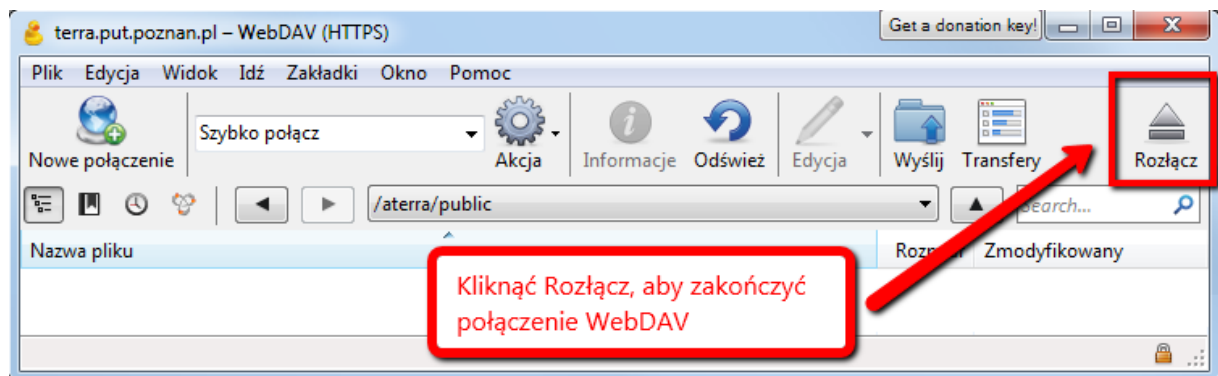 terra.put.poznan.pl – WebDAV (HTTPS)
Get a donation key!
Plik Edycja Widok Idź Zakładki Okno Pomoc
Szybko połącz
Nowe połączenie
Akcja
Informacje
Odśwież
Edycja
Wyślij
Transfery
Rozłącz
/aterra/public
Search...
Nazwa pliku
Zmodyfikowany
Kliknąć Rozłącz, aby zakończyć
połączenie WebDAV